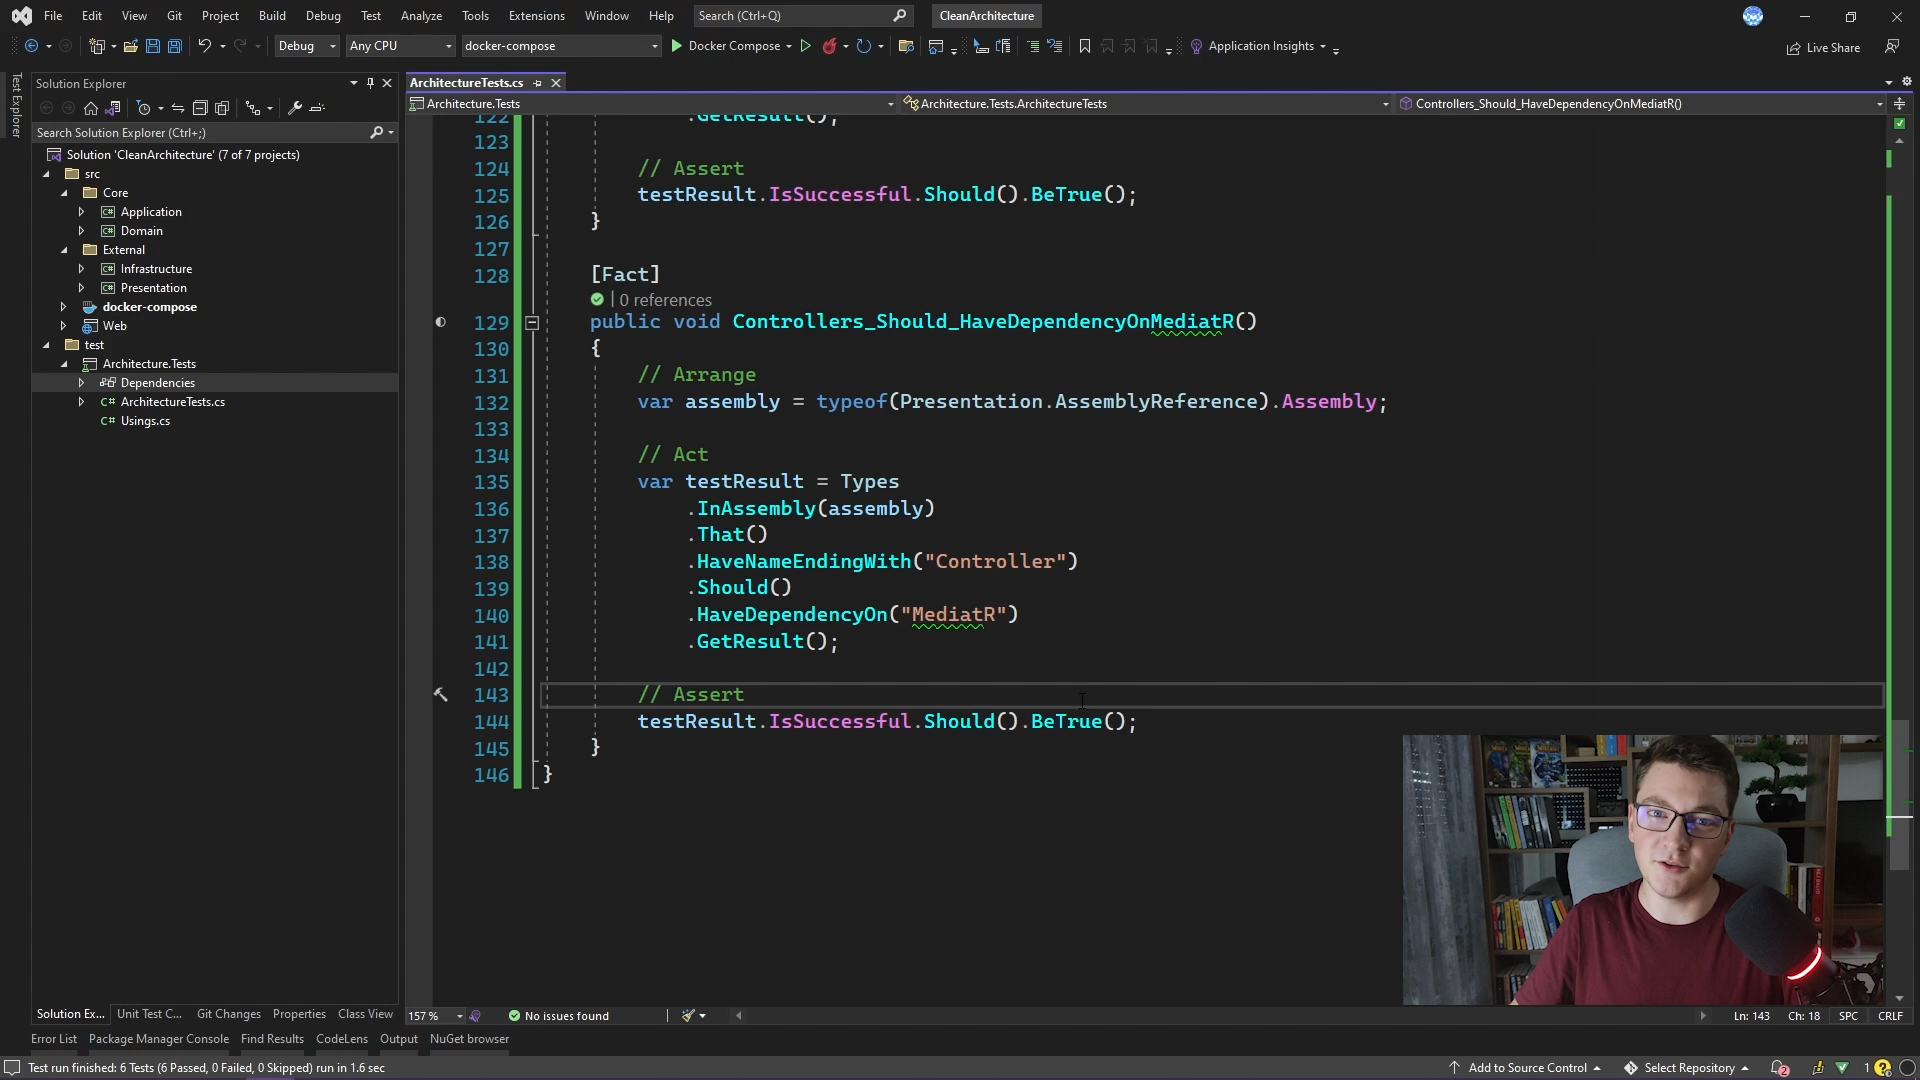 File Edit View Git Project Build Debug Test Analyze Tools Extensions Window Help Search (Ctrl+Q) CleanArchitecture
Debug Any CPU docker-compose Docker Compose Application Insights Live Share
Test Explorer
Solution Explorer
Search Solution Explorer (Ctrl+;)
Solution 'CleanArchitecture' (7 of 7 projects)
src
Core
Application
Domain
External
Infrastructure
Presentation
docker-compose
Web
test
Architecture.Tests
Dependencies
ArchitectureTests.cs
Usings.cs
ArchitectureTests.cs
Architecture.Tests Architecture.Tests.ArchitectureTests Controllers_Should_HaveDependencyOnMediatR()
122 .GetResult();
123
124 // Assert
125 testResult.IsSuccessful.Should().BeTrue();
126 }
127
128 [Fact]
0 references
129 public void Controllers_Should_HaveDependencyOnMediatR()
130 {
131 // Arrange
132 var assembly = typeof(Presentation.AssemblyReference).Assembly;
133
134 // Act
135 var testResult = Types
136 .InAssembly(assembly)
137 .That()
138 .HaveNameEndingWith("Controller")
139 .Should()
140 .HaveDependencyOn("MediatR")
141 .GetResult();
142
143 // Assert
144 testResult.IsSuccessful.Should().BeTrue();
145 }
146 }
Solution Ex... Unit Test C... Git Changes Properties Class View
157 % No issues found Ln: 143 Ch: 18 SPC CRLF
Error List Package Manager Console Find Results CodeLens Output NuGet browser
Test run finished: 6 Tests (6 Passed, 0 Failed, 0 Skipped) run in 1.6 sec Add to Source Control Select Repository 2 1